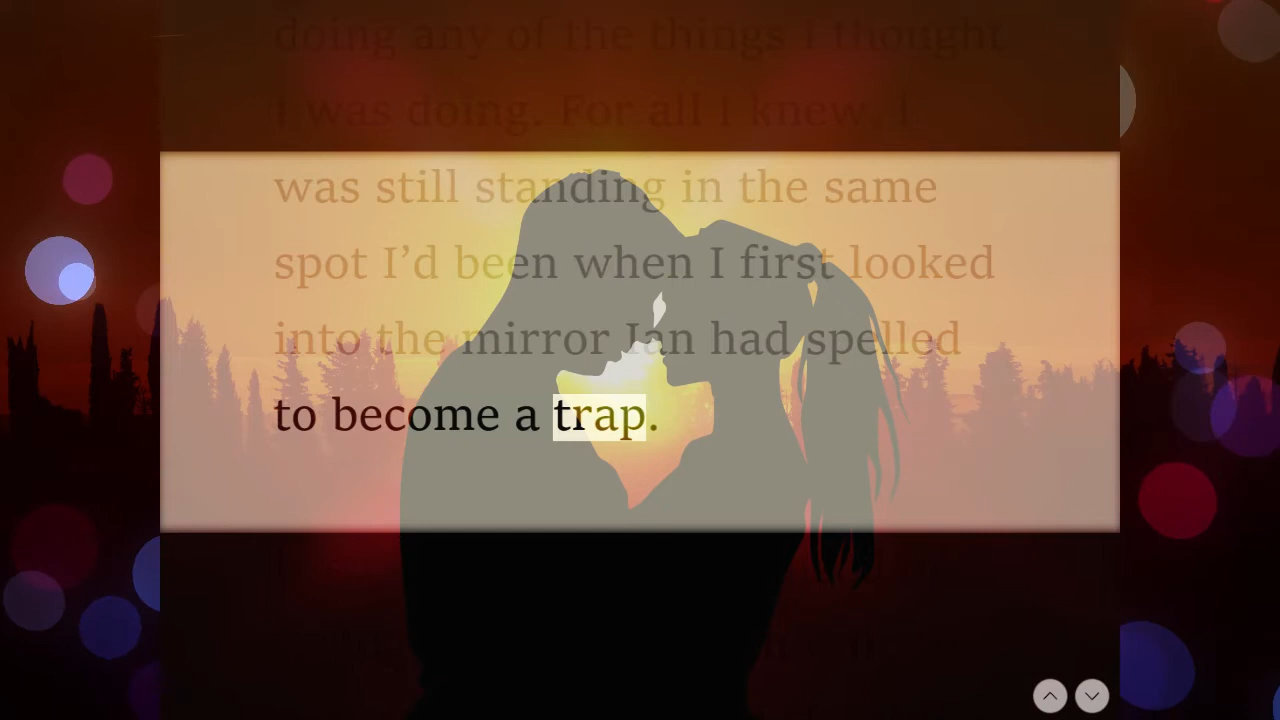 doing any of the things I thought
I was doing. For all I knew, I
was still standing in the same
spot I’d been when I first looked
into the mirror Ian had spelled
to become a trap.